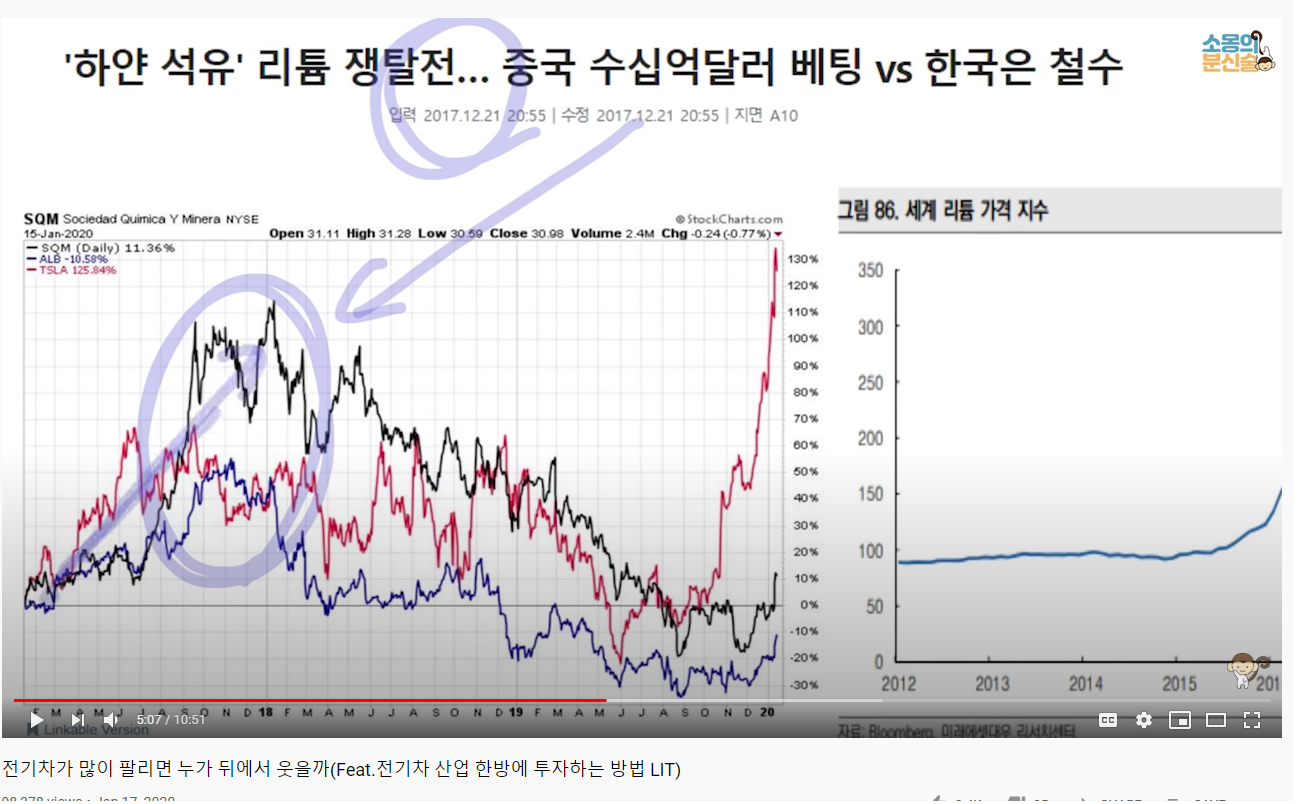 '하얀 석유' 리튬 쟁탈전... 중국 수십억달러 베팅 vs 한국은 철수
소몽의
분신술
입력 2017.12.21 20:55 | 수정 2017.12.21 20:55 | 지면 A10
SQM Sociedad Quimica Y Minera NYSE
© StockCharts.com
15-Jan-2020
Open 31.11 High 31.28 Low 30.59 Close 30.98 Volume 2.4M Chg -0.24 (-0.77%)
SQM (Daily) 11.36%
ALB -10.58%
TSLA 125.84%
130%
120%
110%
100%
90%
80%
70%
60%
50%
40%
30%
20%
10%
0%
-10%
-20%
-30%
F M A M J J A S O N D 18 F M A M J J A S O N D 19 F M A M J J A S O N D 20
그림 86. 세계 리튬 가격 지수
350
300
250
200
150
100
50
0
2012 2013 2014 2015 201
자료: Bloomberg, 미래에셋대우 리서치센터
5:07 / 10:51
CC
Linkable Version
전기차가 많이 팔리면 누가 뒤에서 웃을까(Feat.전기차 산업 한방에 투자하는 방법 LIT)